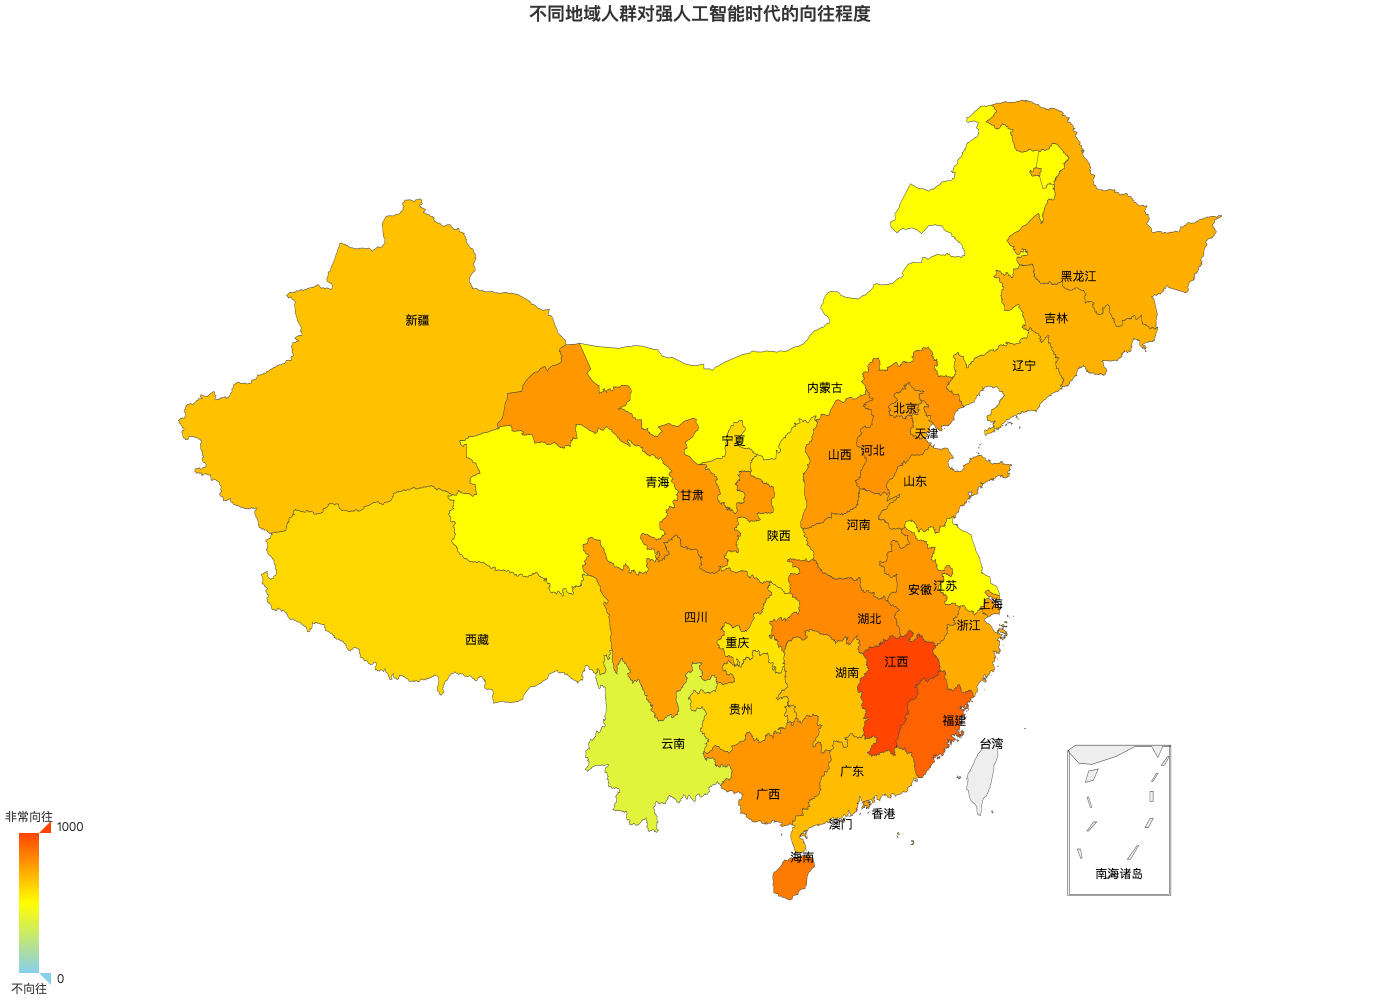 不同地域人群对强人工智能时代的向往程度
黑龙江
吉林
新疆
辽宁
内蒙古
北京
天津
宁夏
河北
山西
青海
山东
甘肃
河南
陕西
安徽
江苏
上海
四川
湖北
浙江
西藏
重庆
江西
湖南
贵州
福建
云南
台湾
广东
广西
香港
澳门
海南
南海诸岛
非常向往
1000
0
不向往